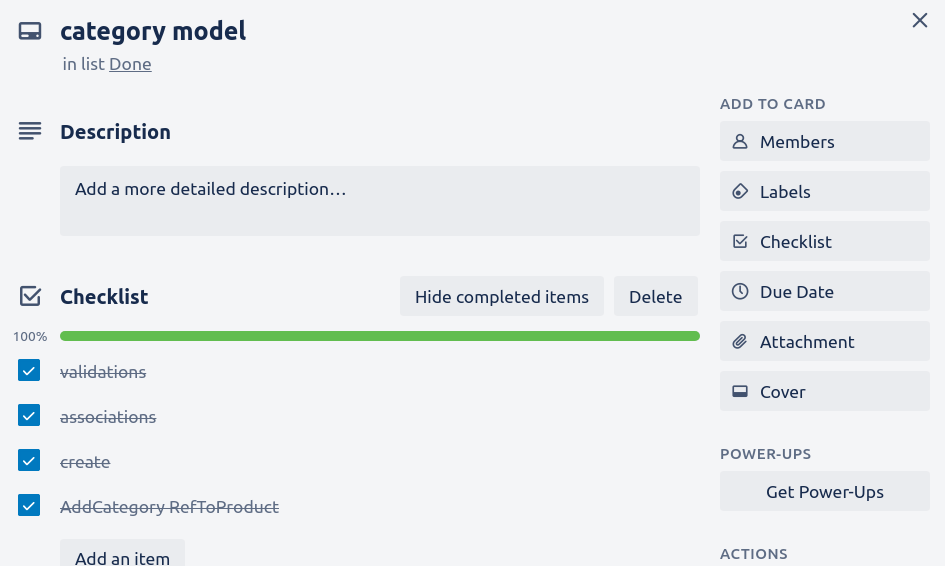 category model
in list Done
Description
Add a more detailed description…
Checklist
Hide completed items
Delete
100%
validations
associations
create
AddCategory RefToProduct
Add an item
ADD TO CARD
Members
Labels
Checklist
Due Date
Attachment
Cover
POWER-UPS
Get Power-Ups
ACTIONS